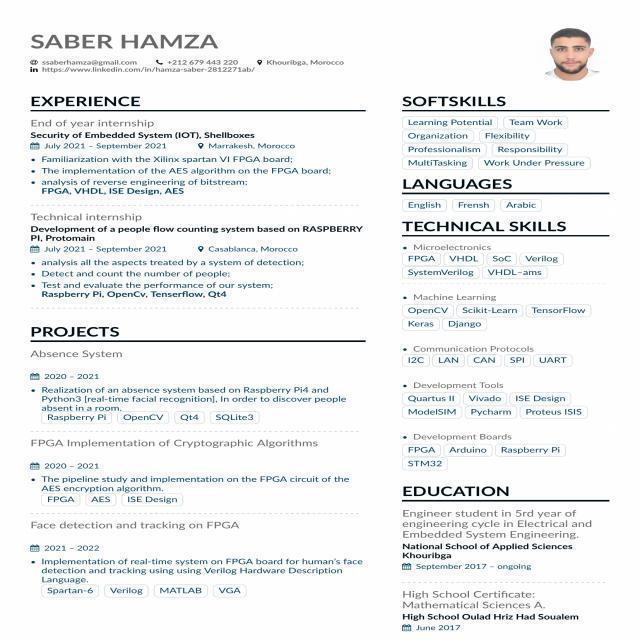 SABER HAMZA
ssaberhamza@gmail.com +212 679 443 220 Khouribga, Morocco
in https://www.linkedin.com/in/hamza-saber-2812271ab/
EXPERIENCE
End of year internship
Security of Embedded System (IOT), Shellboxes
July 2021 – September 2021 Marrakesh, Morocco
• Familiarization with the Xilinx spartan VI FPGA board;
• The implementation of the AES algorithm on the FPGA board;
• analysis of reverse engineering of bitstream;
FPGA, VHDL, ISE Design, AES
Technical internship
Development of a people flow counting system based on RASPBERRY
PI, Protomain
July 2021 – September 2021 Casablanca, Morocco
• analysis all the aspects treated by a system of detection;
• Detect and count the number of people;
• Test and evaluate the performance of our system;
Raspberry Pi, OpenCv, Tenserflow, Qt4
PROJECTS
Absence System
2020 – 2021
• Realization of an absence system based on Raspberry Pi4 and
Python3 [real-time facial recognition], In order to discover people
absent in a room.
Raspberry Pi OpenCV Qt4 SQLite3
FPGA Implementation of Cryptographic Algorithms
2020 – 2021
• The pipeline study and implementation on the FPGA circuit of the
AES encryption algorithm.
FPGA AES ISE Design
Face detection and tracking on FPGA
2021 – 2022
• Implementation of real-time system on FPGA board for human's face
detection and tracking using using Verilog Hardware Description
Language.
Spartan-6 Verilog MATLAB VGA
SOFTSKILLS
Learning Potential Team Work
Organization Flexibility
Professionalism Responsibility
MultiTasking Work Under Pressure
LANGUAGES
English Frensh Arabic
TECHNICAL SKILLS
• Microelectronics
FPGA VHDL SoC Verilog
SystemVerilog VHDL–ams
• Machine Learning
OpenCV Scikit-Learn TensorFlow
Keras Django
• Communication Protocols
I2C LAN CAN SPI UART
• Development Tools
Quartus II Vivado ISE Design
ModelSIM Pycharm Proteus ISIS
• Development Boards
FPGA Arduino Raspberry Pi
STM32
EDUCATION
Engineer student in 5rd year of
engineering cycle in Electrical and
Embedded System Engineering.
National School of Applied Sciences
Khouribga
September 2017 – ongoing
High School Certificate:
Mathematical Sciences A.
High School Oulad Hriz Had Soualem
June 2017